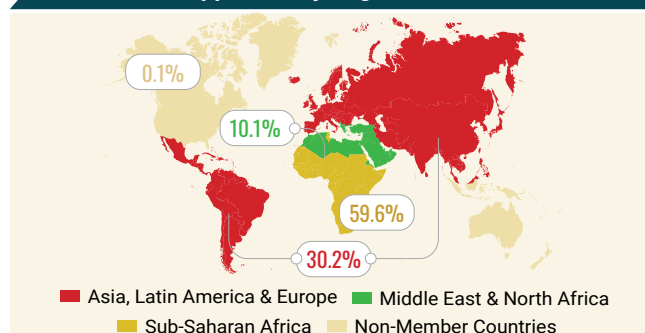 0.1%
10.1%
59.6%
30.2%
Asia, Latin America & Europe Middle East & North Africa
Sub-Saharan Africa Non-Member Countries